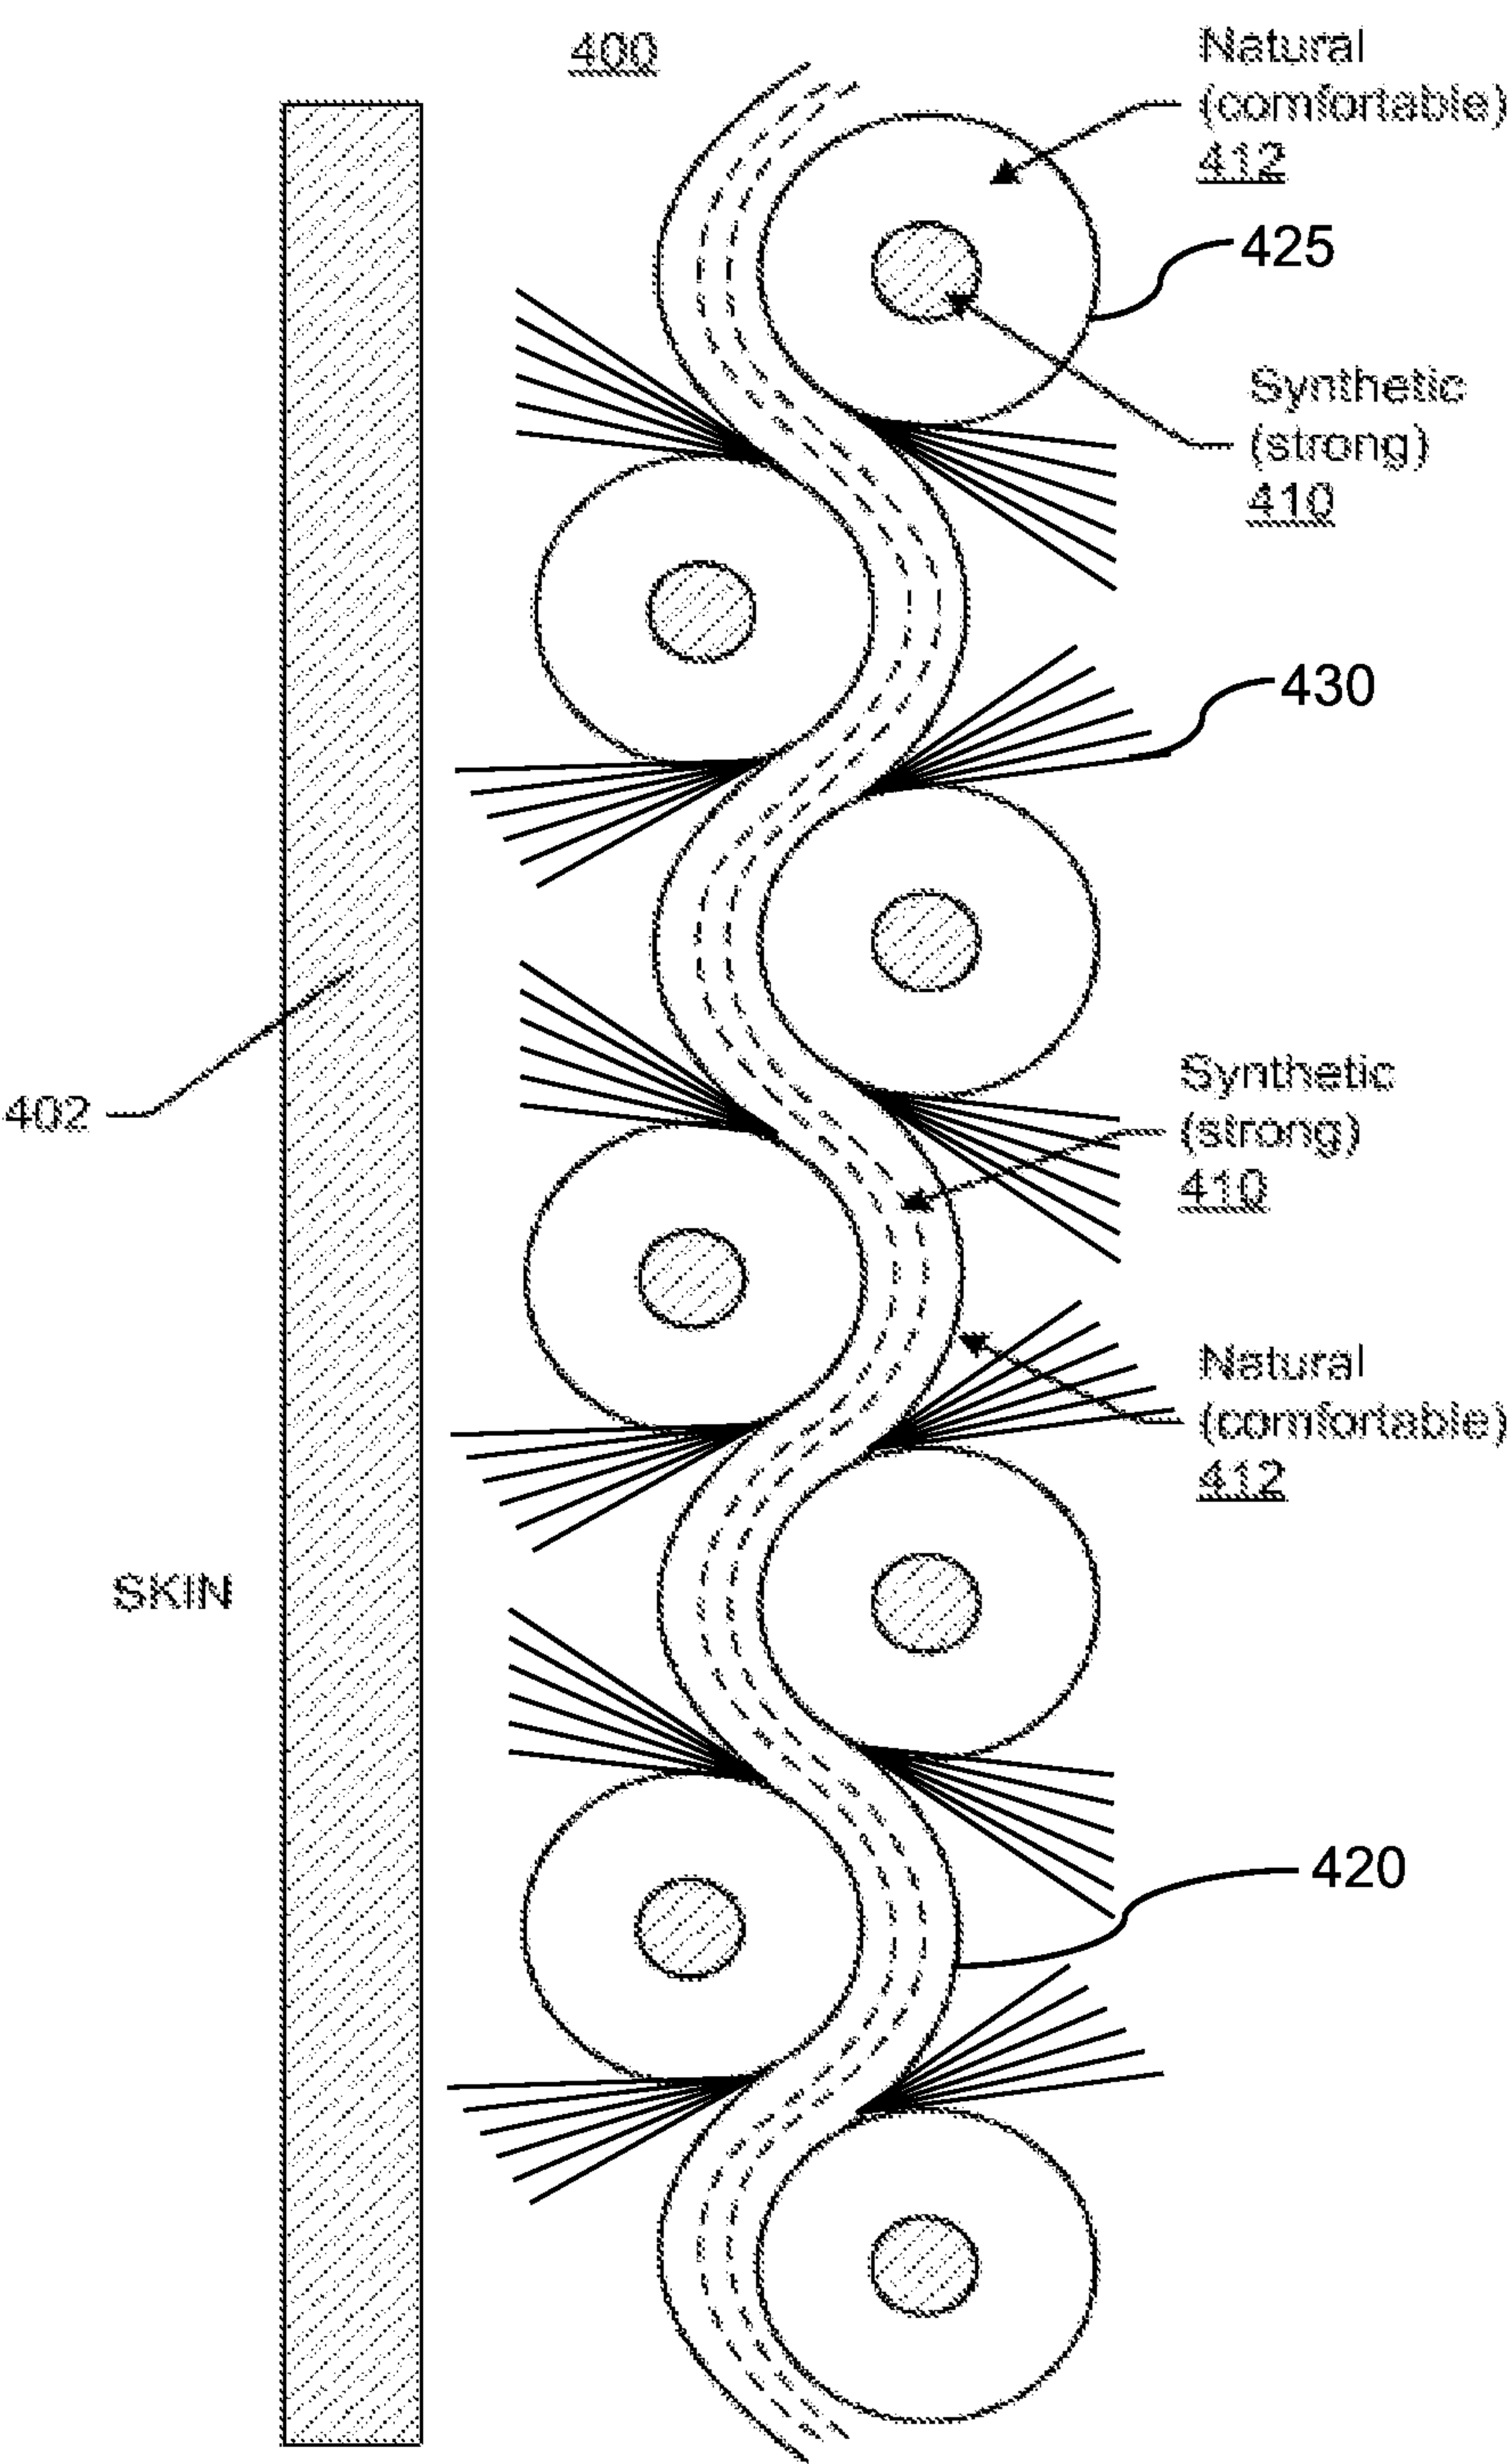 400
Natural
(comfortable)
412
425
Synthetic
(strong)
410
430
Synthetic
(strong)
410
402
Natural
(comfortable)
412
SKIN
420